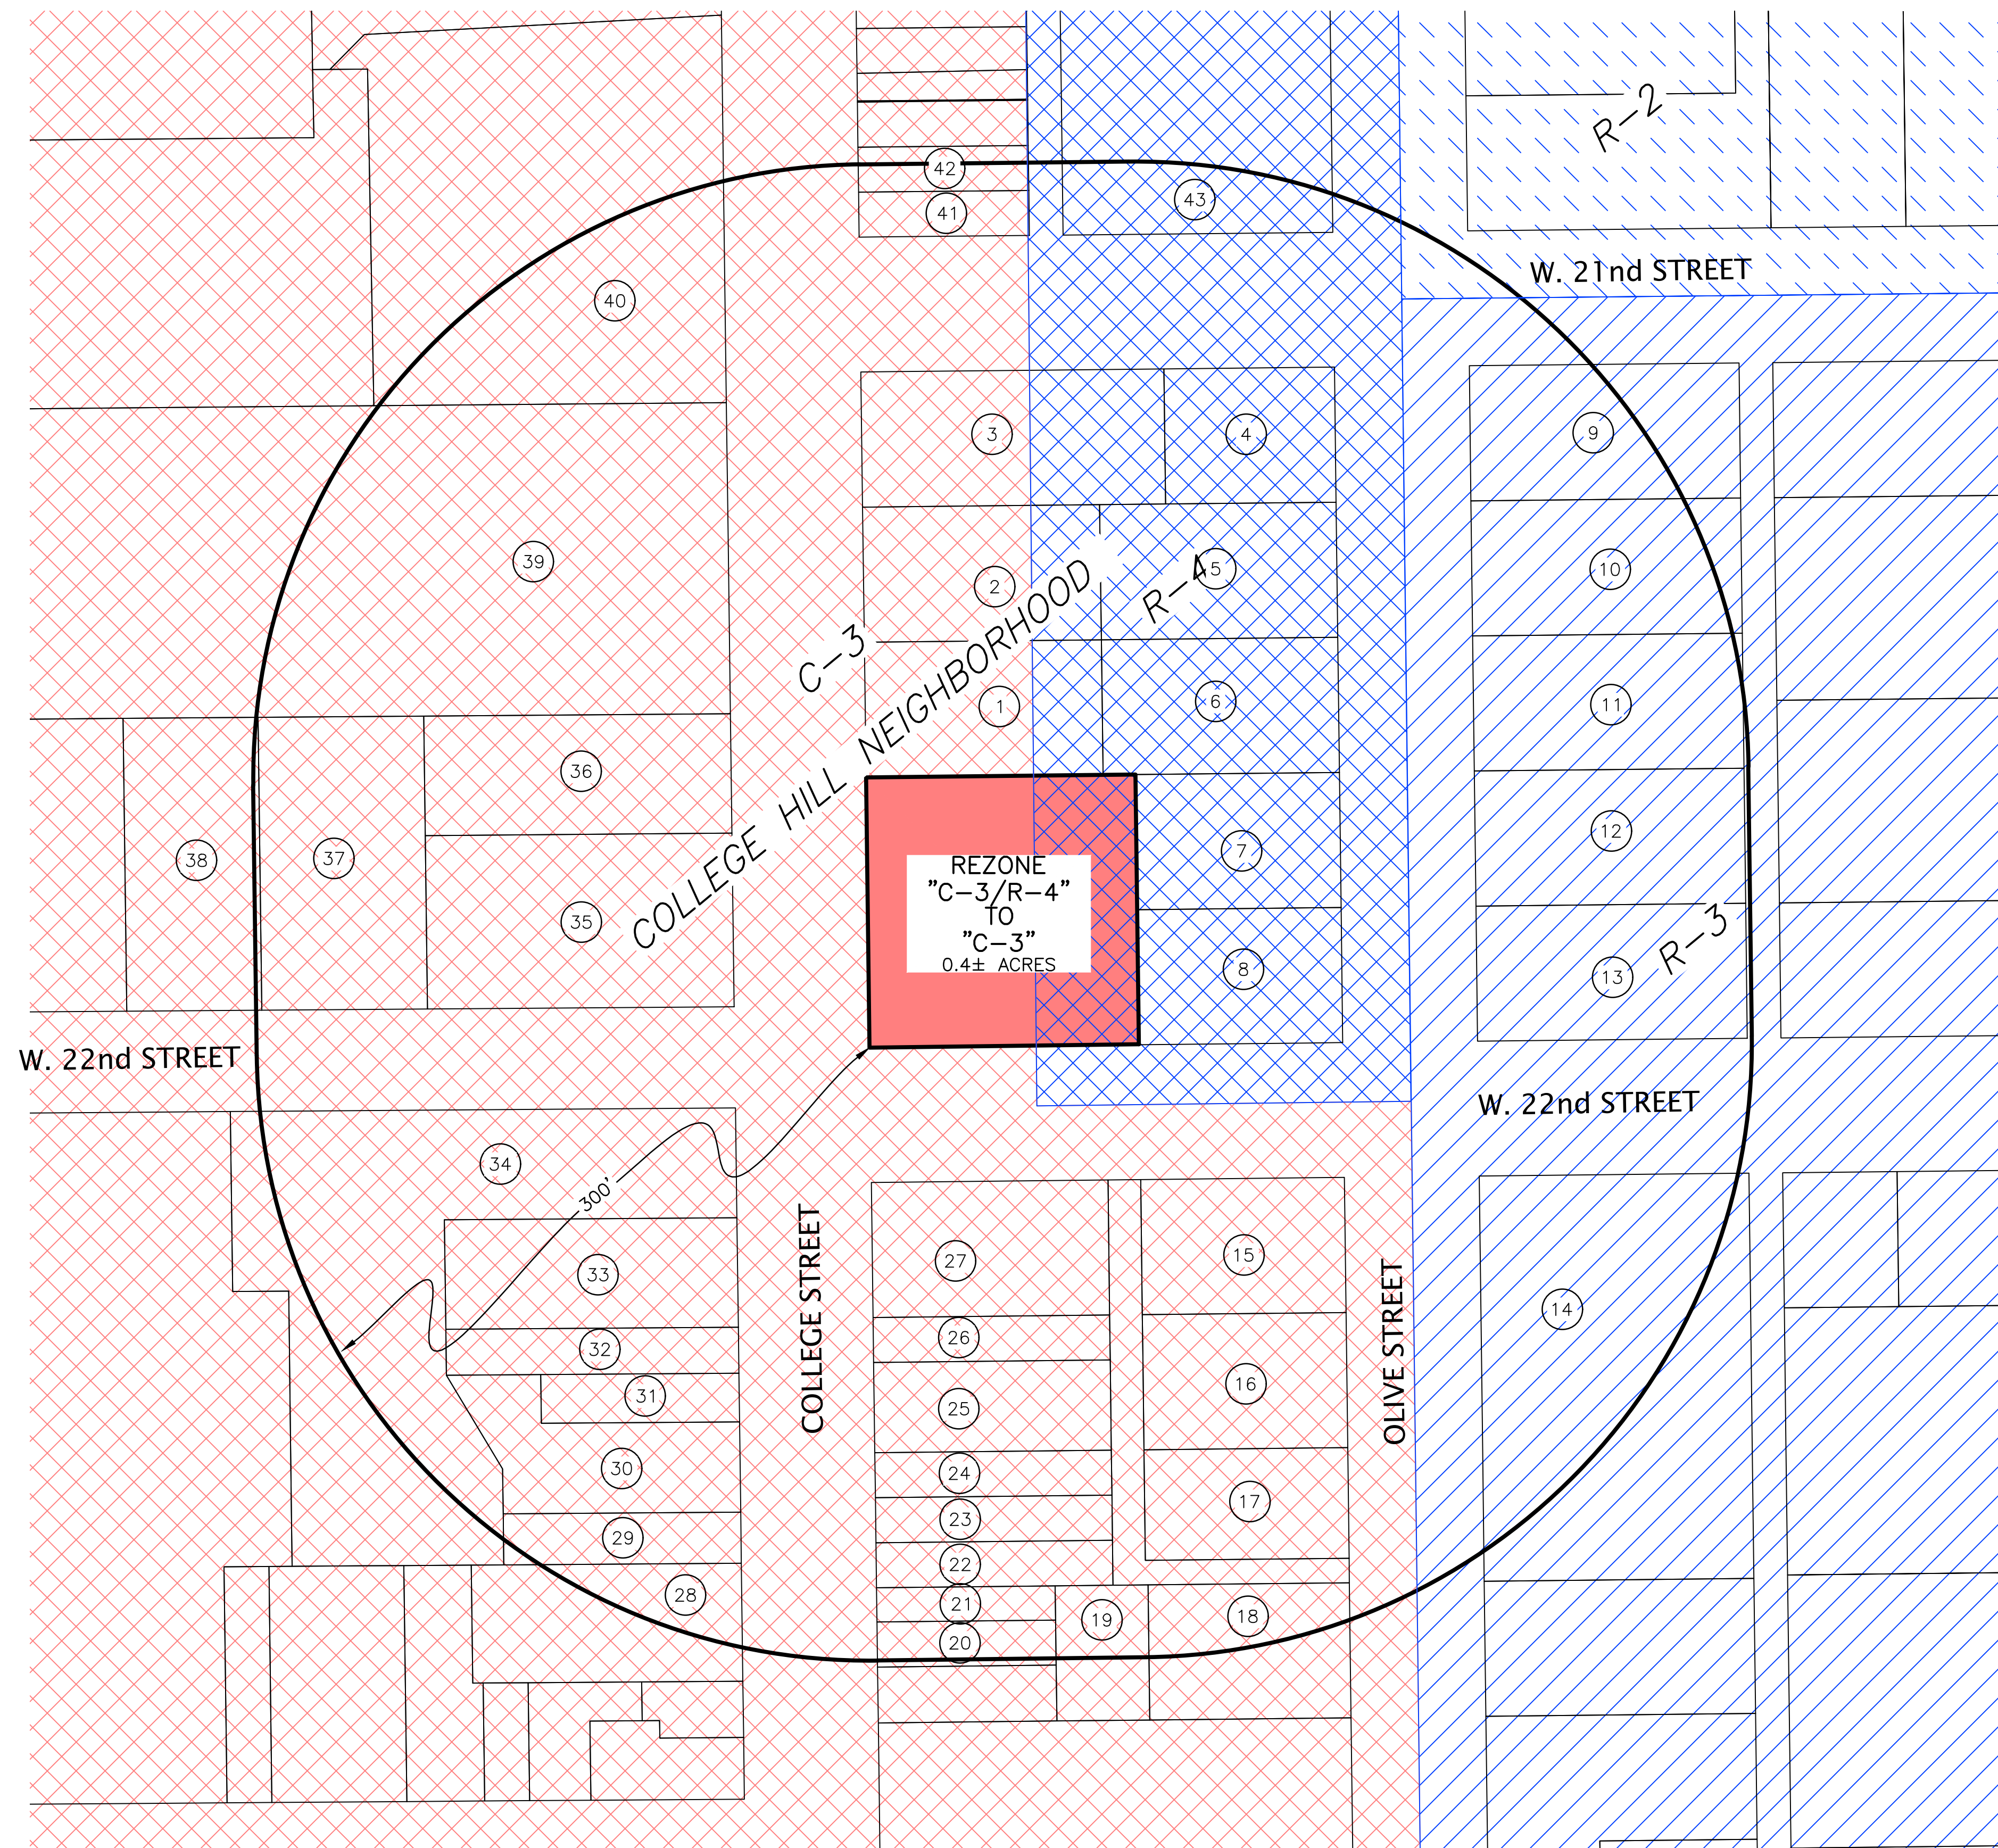 R-2
42
41
43
W. 21nd STREET
40
3
4
9
39
2
5
10
R-4
C-3
COLLEGE HILL NEIGHBORHOOD
1
6
11
36
12
38
37
7
35
REZONE
"C-3/R-4"
TO
"C-3"
0.4± ACRES
8
13
R-3
W. 22nd STREET
W. 22nd STREET
34
300'
33
27
15
14
COLLEGE STREET
OLIVE STREET
32
26
31
25
16
30
24
17
29
23
22
28
21
19
18
20